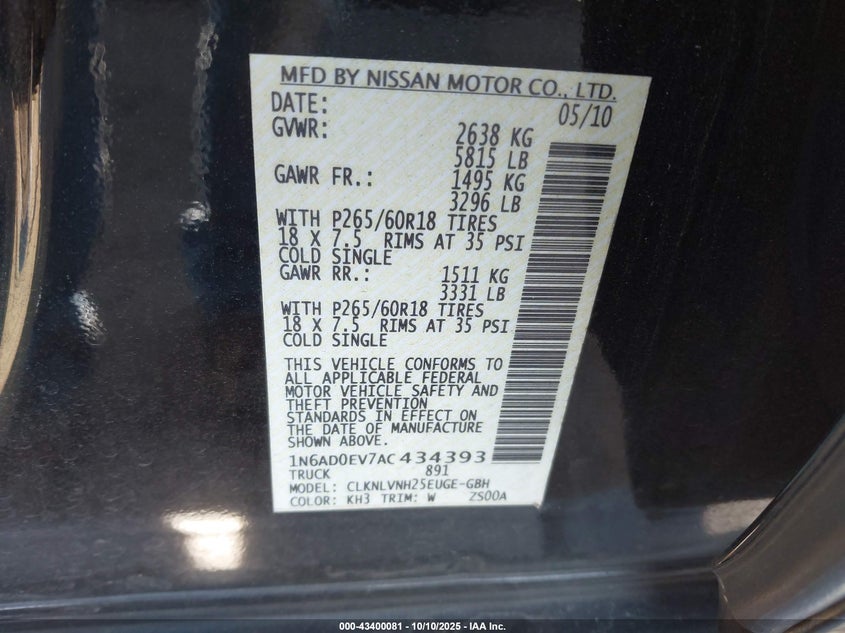 MFD BY NISSAN MOTOR CO., LTD.
DATE: 05/10
GVWR: 2638 KG
5815 LB
GAWR FR.: 1495 KG
3296 LB
WITH P265/60R18 TIRES
18 X 7.5 RIMS AT 35 PSI
COLD SINGLE
GAWR RR.: 1511 KG
3331 LB
WITH P265/60R18 TIRES
18 X 7.5 RIMS AT 35 PSI
COLD SINGLE
THIS VEHICLE CONFORMS TO
ALL APPLICABLE FEDERAL
MOTOR VEHICLE SAFETY AND
THEFT PREVENTION
STANDARDS IN EFFECT ON
THE DATE OF MANUFACTURE
SHOWN ABOVE.
1N6AD0EV7AC434393
TRUCK 891
MODEL: CLKNLVNH25EUGE-GBH
COLOR: KH3 TRIM: W ZS00A
000-43400081 - 10/10/2025 - IAA Inc.